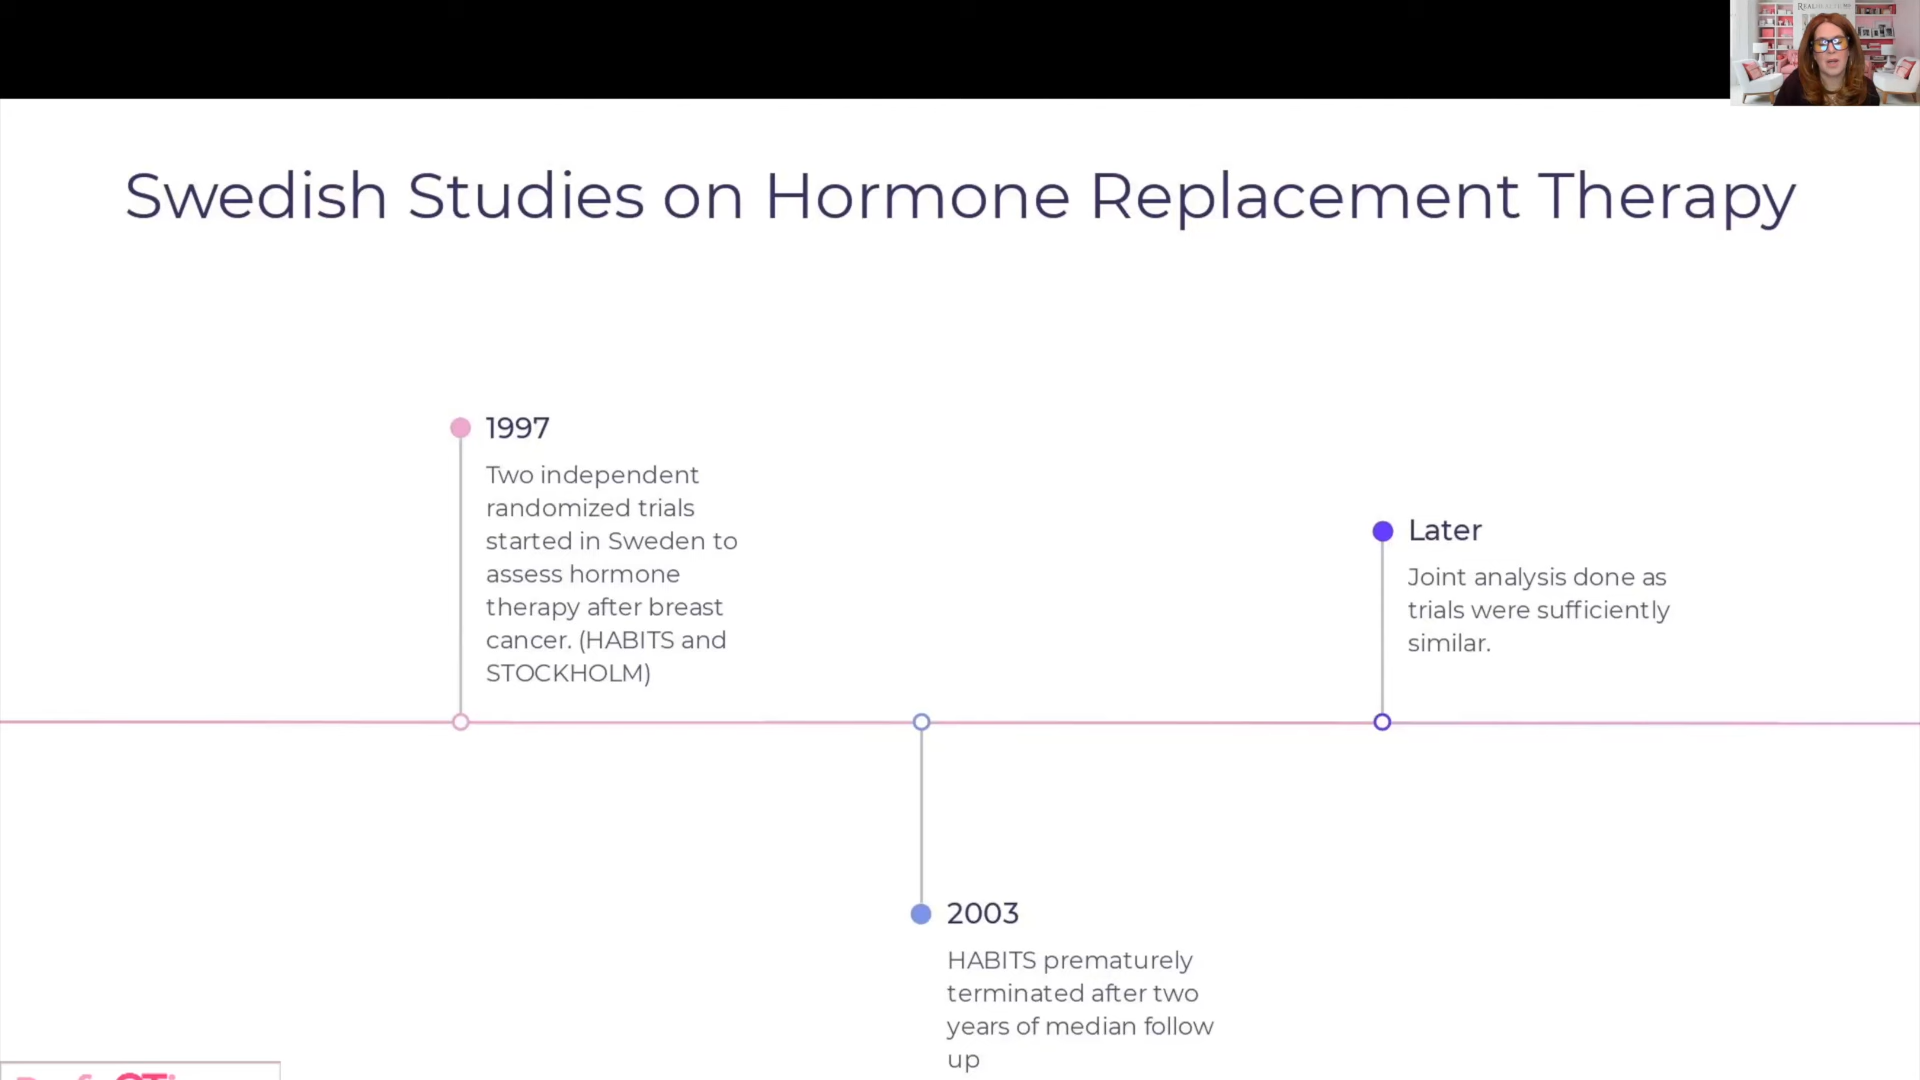 Swedish Studies on Hormone Replacement Therapy
1997
Two independent
randomized trials
started in Sweden to
assess hormone
therapy after breast
cancer. (HABITS and
STOCKHOLM)
Later
Joint analysis done as
trials were sufficiently
similar.
2003
HABITS prematurely
terminated after two
years of median follow
up